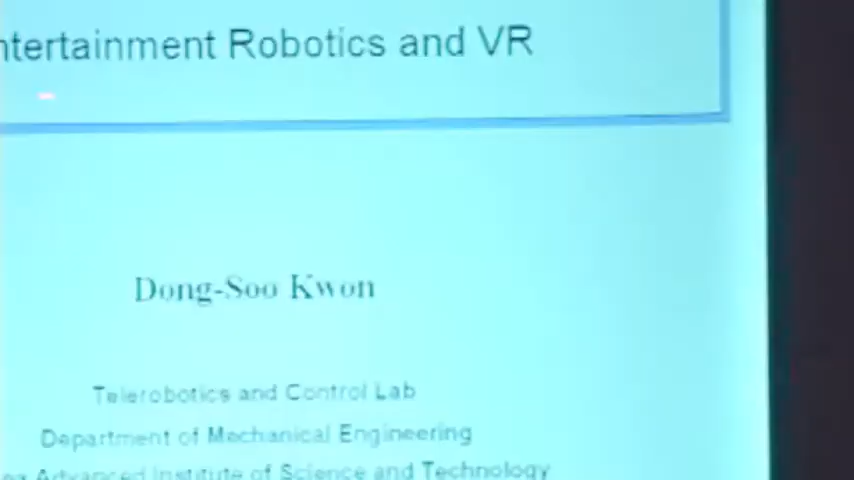 ntertainment Robotics and VR
Dong-Soo Kwon
Telerobotics and Control Lab
Department of Mechanical Engineering
ea Advanced Institute of Science and Technology